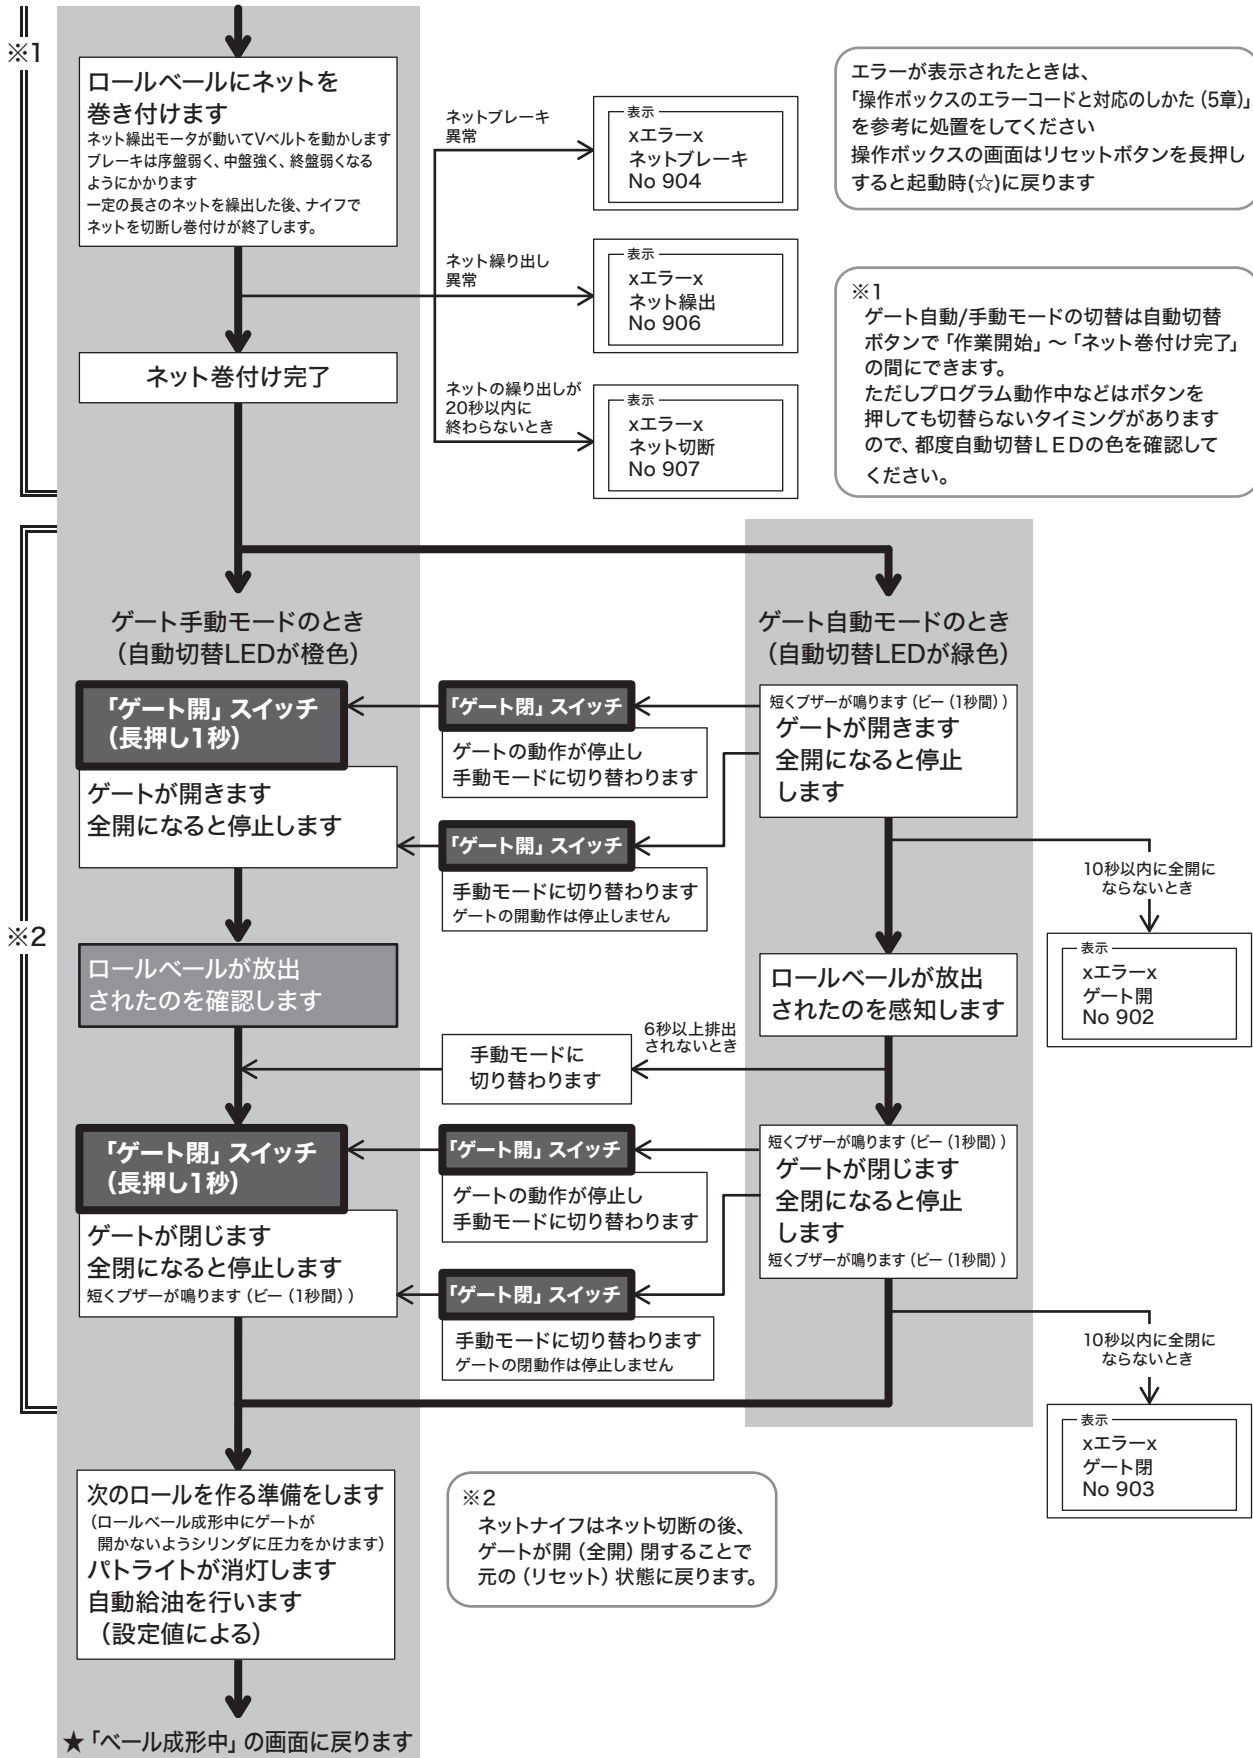 ※1
ロールベールにネットを
巻き付けます
ネット繰出モータが動いてVベルトを動かします
ブレーキは序盤弱く、中盤強く、終盤弱くなる
ようにかかります
一定の長さのネットを繰出した後、ナイフで
ネットを切断し巻付けが終了します。
ネットブレーキ
異常
表示
xエラーx
ネットブレーキ
No 904
ネット繰り出し
異常
表示
xエラーx
ネット繰出
No 906
ネットの繰り出しが
20秒以内に
終わらないとき
表示
xエラーx
ネット切断
No 907
エラーが表示されたときは、
「操作ボックスのエラーコードと対応のしかた（5章）」
を参考に処置をしてください
操作ボックスの画面はリセットボタンを長押し
すると起動時(☆)に戻ります
※1
ゲート自動/手動モードの切替は自動切替
ボタンで「作業開始」～「ネット巻付け完了」
の間にできます。
ただしプログラム動作中などはボタンを
押しても切替らないタイミングがあります
ので、都度自動切替ＬＥＤの色を確認して
ください。
ネット巻付け完了
※2
ゲート手動モードのとき
（自動切替LEDが橙色）
「ゲート開」スイッチ
（長押し1秒）
ゲートが開きます
全開になると停止します
ロールベールが放出
されたのを確認します
「ゲート閉」スイッチ
（長押し1秒）
ゲートが閉じます
全閉になると停止します
短くブザーが鳴ります（ビー（1秒間））
「ゲート閉」スイッチ
ゲートの動作が停止し
手動モードに切り替わります
「ゲート開」スイッチ
手動モードに切り替わります
ゲートの開動作は停止しません
6秒以上排出
されないとき
手動モードに
切り替わります
「ゲート開」スイッチ
ゲートの動作が停止し
手動モードに切り替わります
「ゲート閉」スイッチ
手動モードに切り替わります
ゲートの閉動作は停止しません
ゲート自動モードのとき
（自動切替LEDが緑色）
短くブザーが鳴ります（ビー（1秒間））
ゲートが開きます
全開になると停止
します
10秒以内に全開に
ならないとき
表示
xエラーx
ゲート開
No 902
ロールベールが放出
されたのを感知します
短くブザーが鳴ります（ビー（1秒間））
ゲートが閉じます
全閉になると停止
します
短くブザーが鳴ります（ビー（1秒間））
10秒以内に全閉に
ならないとき
表示
xエラーx
ゲート閉
No 903
次のロールを作る準備をします
（ロールベール成形中にゲートが
開かないようシリンダに圧力をかけます）
パトライトが消灯します
自動給油を行います
（設定値による）
※2
ネットナイフはネット切断の後、
ゲートが開（全開）閉することで
元の（リセット）状態に戻ります。
★「ベール成形中」の画面に戻ります